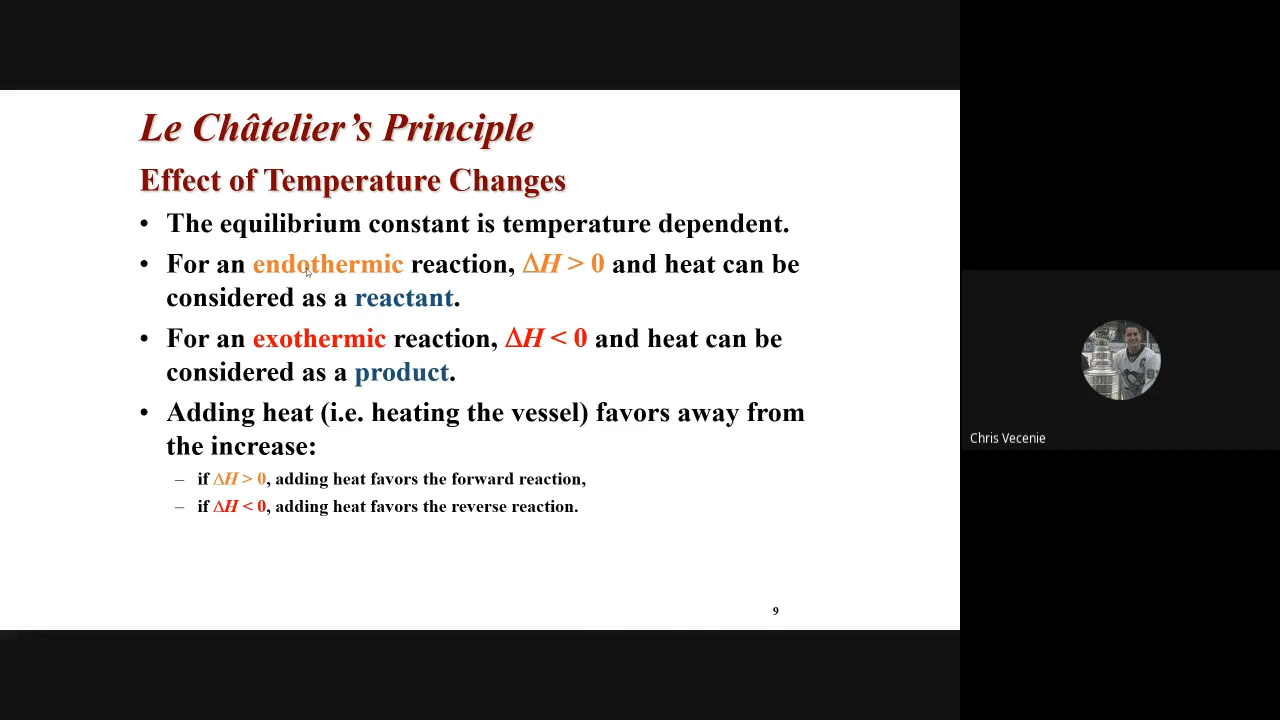 Le Châtelier’s Principle
Effect of Temperature Changes
• The equilibrium constant is temperature dependent.
• For an endothermic reaction, ΔH > 0 and heat can be
considered as a reactant.
• For an exothermic reaction, ΔH < 0 and heat can be
considered as a product.
• Adding heat (i.e. heating the vessel) favors away from
the increase:
– if ΔH > 0, adding heat favors the forward reaction,
– if ΔH < 0, adding heat favors the reverse reaction.
9
Chris Vecenie